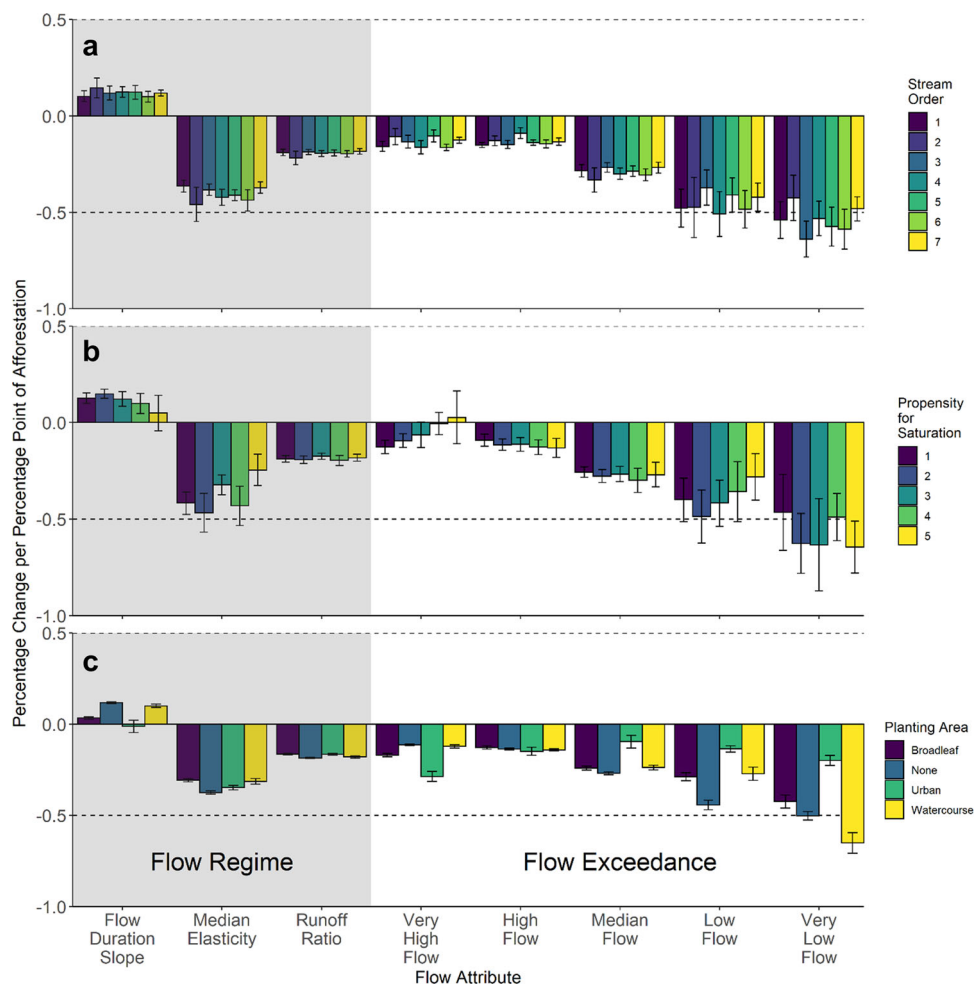 Percentage Change per Percentage Point of Afforestation
a
0.5
0.0
-0.5
-1.0
Stream
Order
1
2
3
4
5
6
7
b
0.5
0.0
-0.5
-1.0
Propensity
for
Saturation
1
2
3
4
5
c
0.5
0.0
-0.5
-1.0
Planting Area
Broadleaf
None
Urban
Watercourse
Flow Regime
Flow Exceedance
Flow
Duration
Slope
Median
Elasticity
Runoff
Ratio
Very
High
Flow
High
Flow
Median
Flow
Low
Flow
Very
Low
Flow
Flow Attribute